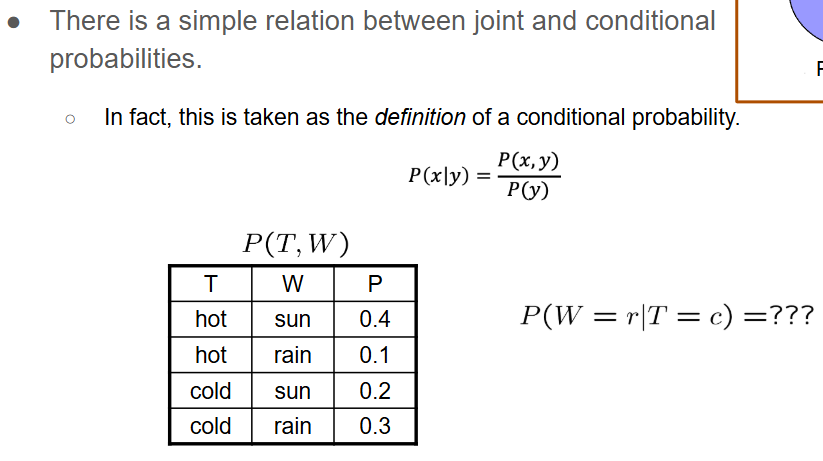 ● There is a simple relation between joint and conditional
probabilities.
○ In fact, this is taken as the definition of a conditional probability.
P(x|y) = P(x,y) / P(y)
P(T, W)
T W P
hot sun 0.4
hot rain 0.1
cold sun 0.2
cold rain 0.3
P(W = r|T = c) =???